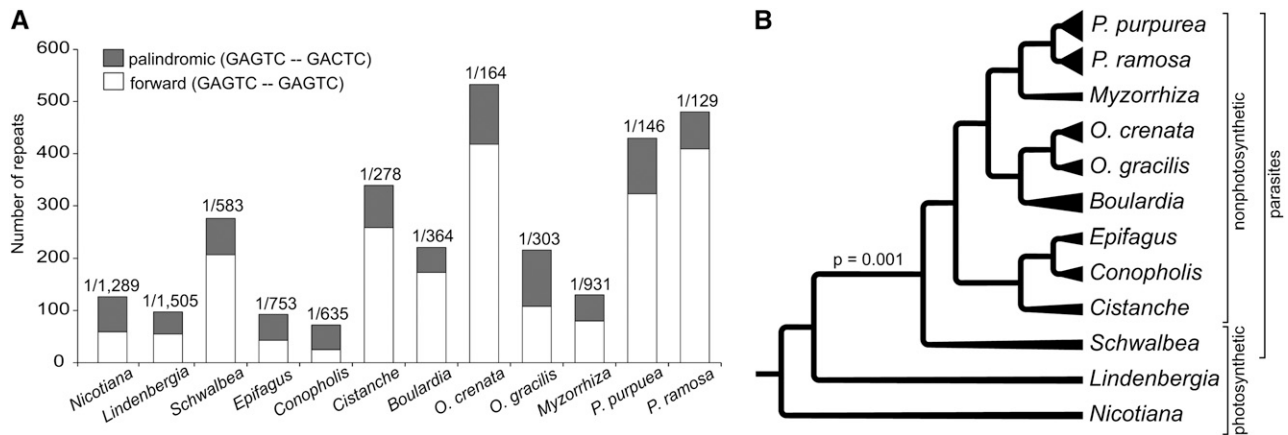 A
palindromic (GAGTC -- GACTC)
forward (GAGTC -- GAGTC)
Number of repeats
600
500
400
300
200
100
0
1/1,289
1/1,505
1/583
1/753
1/635
1/278
1/364
1/164
1/303
1/931
1/146
1/129
Nicotiana
Lindenbergia
Schwalbea
Epifagus
Conopholis
Cistanche
Boulardia
O. crenata
O. gracilis
Myzorrhiza
P. purpuea
P. ramosa
B
p = 0.001
P. purpurea
P. ramosa
Myzorrhiza
O. crenata
O. gracilis
Boulardia
Epifagus
Conopholis
Cistanche
Schwalbea
Lindenbergia
Nicotiana
nonphotosynthetic
photosynthetic
parasites